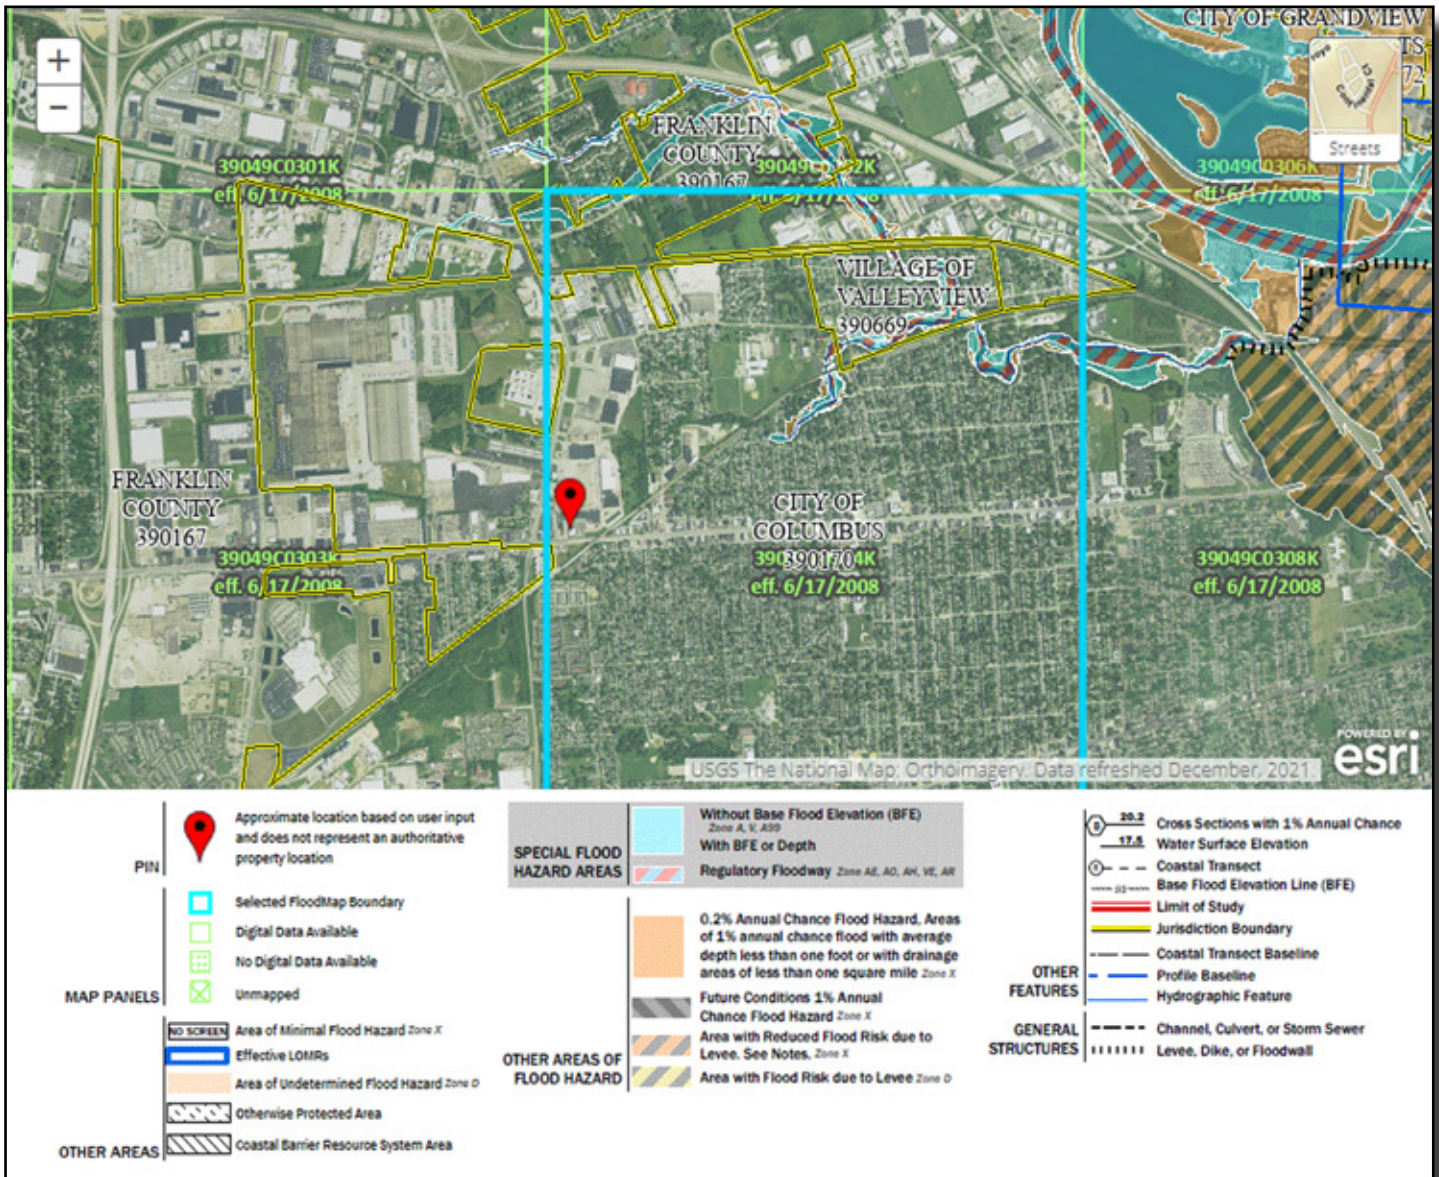 CITY OF GRANDVIEW
TS
72
+
−
Streets
39049C0301K
eff. 6/17/2008
FRANKLIN
COUNTY
390167
2K
eff. 6/17/2008
39049C0306K
eff. 6/17/2008
VILLAGE OF
VALLEYVIEW
390669
FRANKLIN
COUNTY
390167
CITY OF
COLUMBUS
390170
39049C0303K
eff. 6/17/2008
4K
eff. 6/17/2008
39049C0308K
eff. 6/17/2008
POWERED BY
esri
USGS The National Map: Orthoimagery. Data refreshed December, 2021.
PIN
Approximate location based on user input
and does not represent an authoritative
property location
MAP PANELS
Selected FloodMap Boundary
Digital Data Available
No Digital Data Available
Unmapped
OTHER AREAS
NO SCREEN Area of Minimal Flood Hazard Zone X
Effective LOMRs
Area of Undetermined Flood Hazard Zone D
Otherwise Protected Area
Coastal Barrier Resource System Area
SPECIAL FLOOD
HAZARD AREAS
Without Base Flood Elevation (BFE)
Zone A, V, A99
With BFE or Depth
Regulatory Floodway Zone AE, AO, AH, VE, AR
OTHER AREAS OF
FLOOD HAZARD
0.2% Annual Chance Flood Hazard, Areas
of 1% annual chance flood with average
depth less than one foot or with drainage
areas of less than one square mile Zone X
Future Conditions 1% Annual
Chance Flood Hazard Zone X
Area with Reduced Flood Risk due to
Levee. See Notes. Zone X
Area with Flood Risk due to Levee Zone D
OTHER
FEATURES
20.2 Cross Sections with 1% Annual Chance
17.5 Water Surface Elevation
Coastal Transect
Base Flood Elevation Line (BFE)
Limit of Study
Jurisdiction Boundary
Coastal Transect Baseline
Profile Baseline
Hydrographic Feature
GENERAL
STRUCTURES
Channel, Culvert, or Storm Sewer
Levee, Dike, or Floodwall